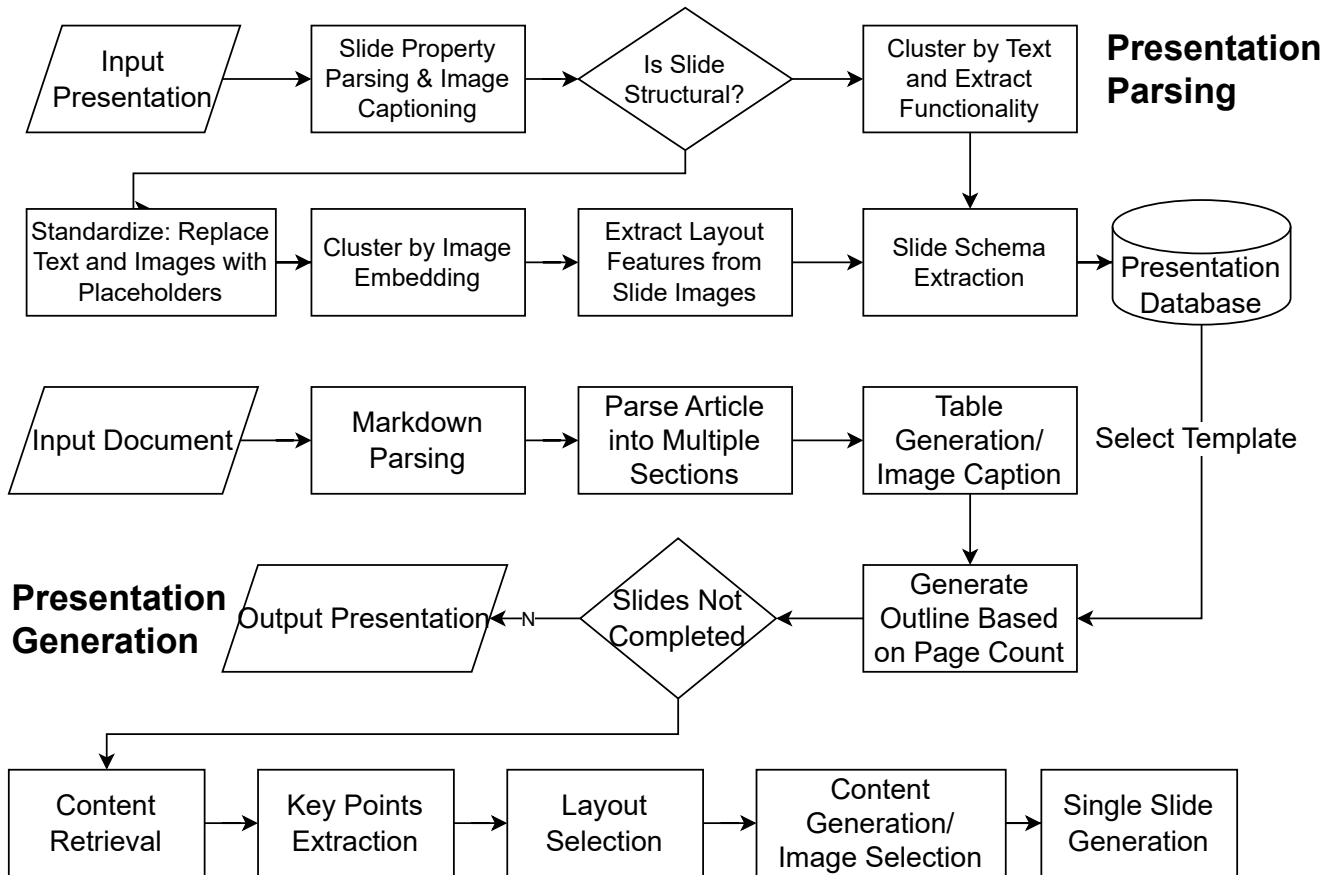 Input
Presentation
Slide Property
Parsing & Image
Captioning
Is Slide
Structural?
Cluster by Text
and Extract
Functionality
Presentation
Parsing
Standardize: Replace
Text and Images with
Placeholders
Cluster by Image
Embedding
Extract Layout
Features from
Slide Images
Slide Schema
Extraction
Presentation
Database
Input Document
Markdown
Parsing
Parse Article
into Multiple
Sections
Table
Generation/
Image Caption
Select Template
Presentation
Generation
Output Presentation
N
Slides Not
Completed
Generate
Outline Based
on Page Count
Content
Retrieval
Key Points
Extraction
Layout
Selection
Content
Generation/
Image Selection
Single Slide
Generation